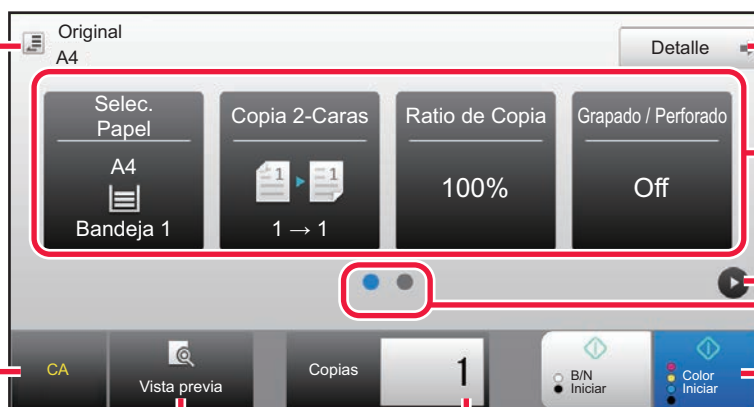 Original
A4
Detalle
Selec.
Papel
A4
Bandeja 1
Copia 2-Caras
1
1
1 → 1
Ratio de Copia
100%
Grapado / Perforado
Off
CA
Vista previa
Copias
1
B/N
Iniciar
Color
Iniciar